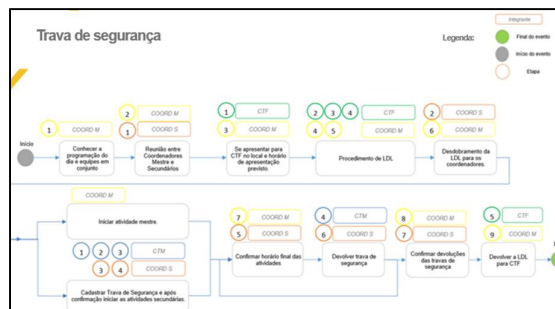 Trava de segurança
Legenda:
Integrante
Final do evento
Início do evento
Etapa
Início
1 COORD M
Conhecer a
programação do
dia e equipes em
conjunto
2 COORD M
1 COORD S
Reunião entre
Coordenadores
Mestre e
Secundários
1 CTF
3 COORD M
Se apresentar para
CTF no local e horário
de apresentação
previsto.
2 3 4 CTF
4 5 COORD M
Procedimento de LDL
2 COORD S
6 COORD M
Desdobramento da
LDL para os
coordenadores.
COORD M
Iniciar atividade mestre.
1 2 3 CTM
3 4 COORD S
Cadastrar Trava de Segurança e após
confirmação iniciar as atividades secundárias.
7 COORD M
5 COORD S
Confirmar horário final das
atividades
4 CTM
6 COORD S
Devolver trava de
segurança
8 COORD M
7 COORD S
Confirmar devoluções
das travas de
segurança
5 CTF
9 COORD M
Devolver a LDL
para CTF